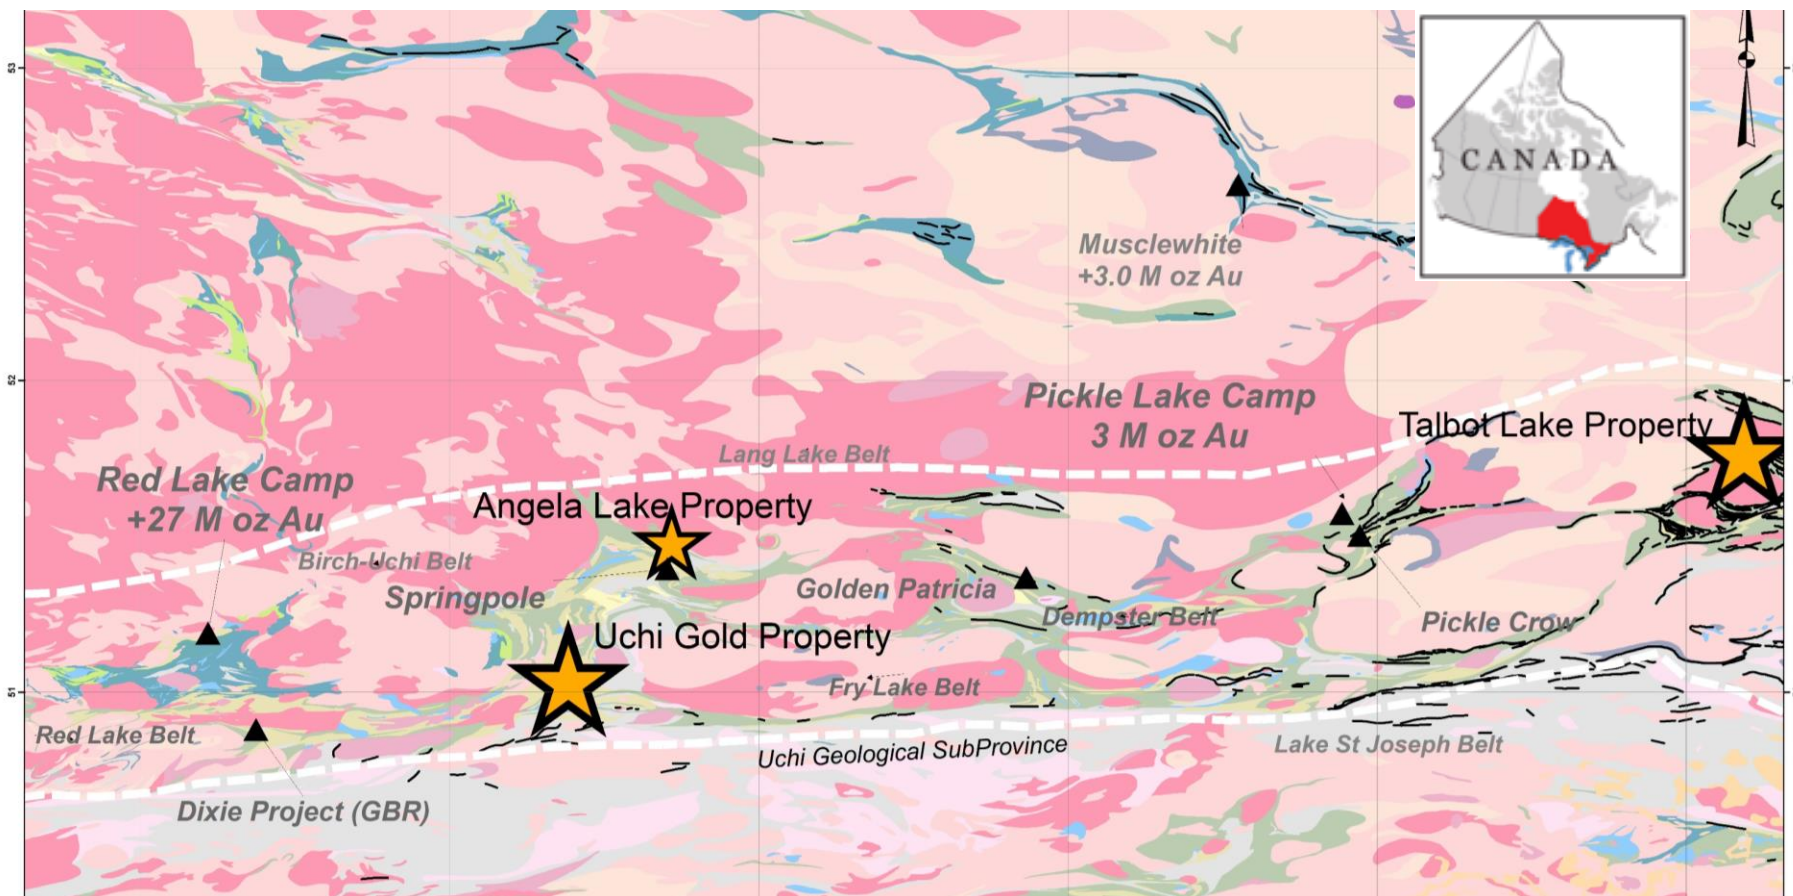 53
CANADA
Musclewhite
+3.0 M oz Au
52
Pickle Lake Camp
3 M oz Au
Talbot Lake Property
Lang Lake Belt
Red Lake Camp
+27 M oz Au
Angela Lake Property
Birch-Uchi Belt
Springpole
Golden Patricia
Dempster Belt
Pickle Crow
Uchi Gold Property
51
Fry Lake Belt
Red Lake Belt
Uchi Geological SubProvince
Lake St Joseph Belt
Dixie Project (GBR)